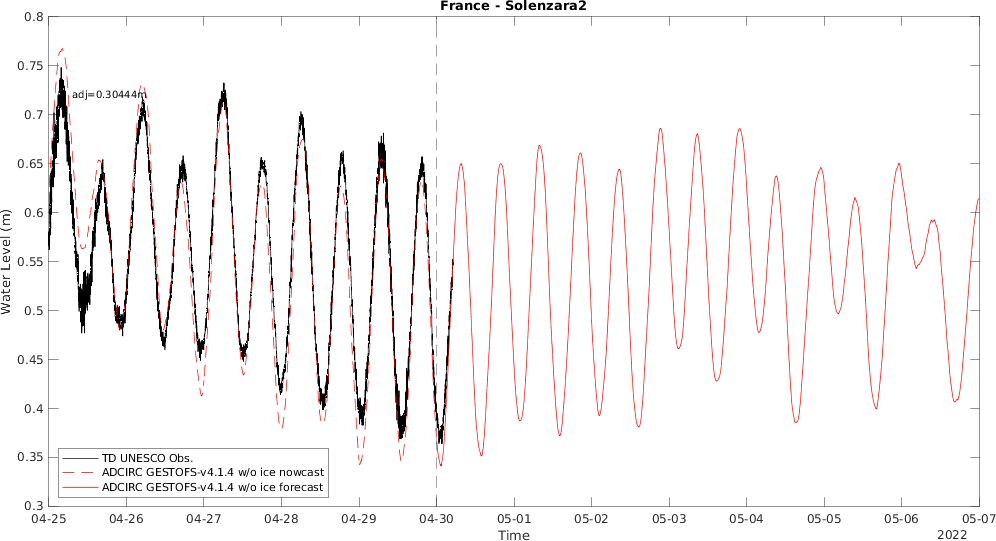 France - Solenzara2
0.8
0.75
0.7
0.65
0.6
0.55
0.5
0.45
0.4
0.35
0.3
Water Level (m)
adj=0.30444m
TD UNESCO Obs.
ADCIRC GESTOFS-v4.1.4 w/o ice nowcast
ADCIRC GESTOFS-v4.1.4 w/o ice forecast
04-25 04-26 04-27 04-28 04-29 04-30 05-01 05-02 05-03 05-04 05-05 05-06 05-07
Time
2022